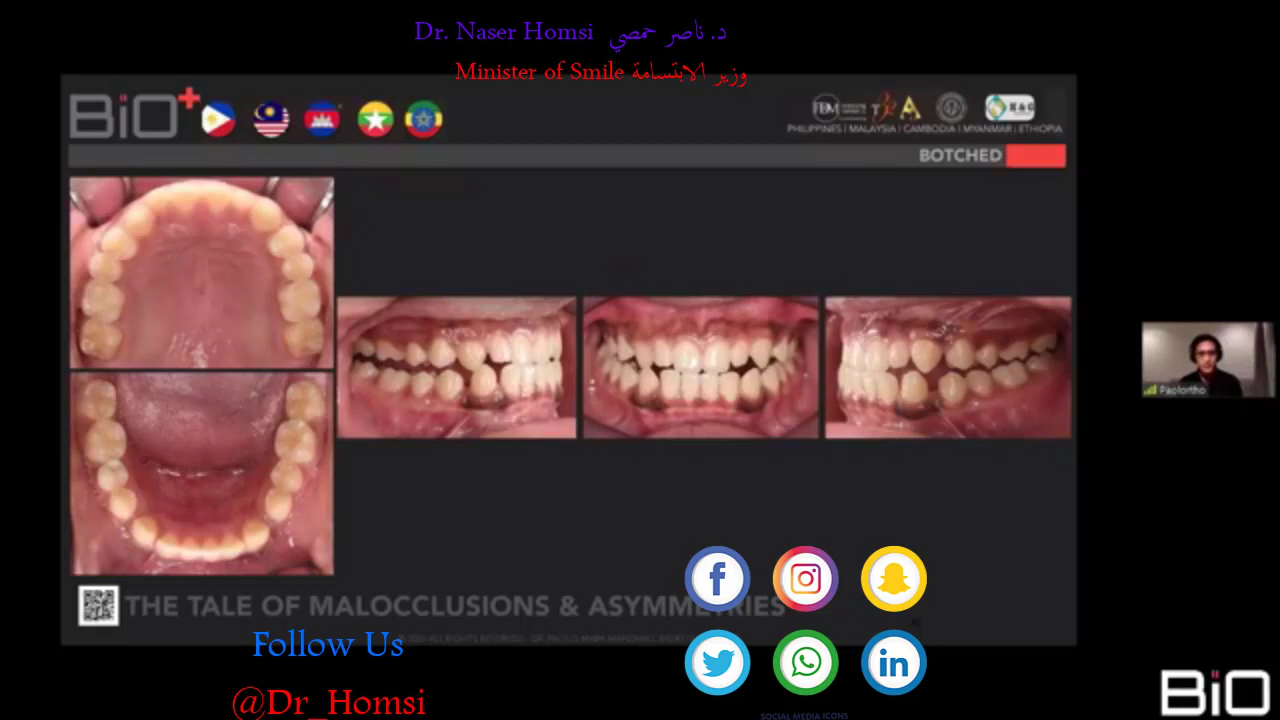 Dr. Naser Homsi د. ناصر حمصي
Minister of Smile وزير الابتسامة
BiO+
PHILIPPINES | MALAYSIA | CAMBODIA | MYANMAR | ETHIOPIA
BOTCHED
Paolortho
THE TALE OF MALOCCLUSIONS & ASYMMETRIES
Follow Us
@Dr_Homsi
f
in
SOCIAL MEDIA ICONS
BiO